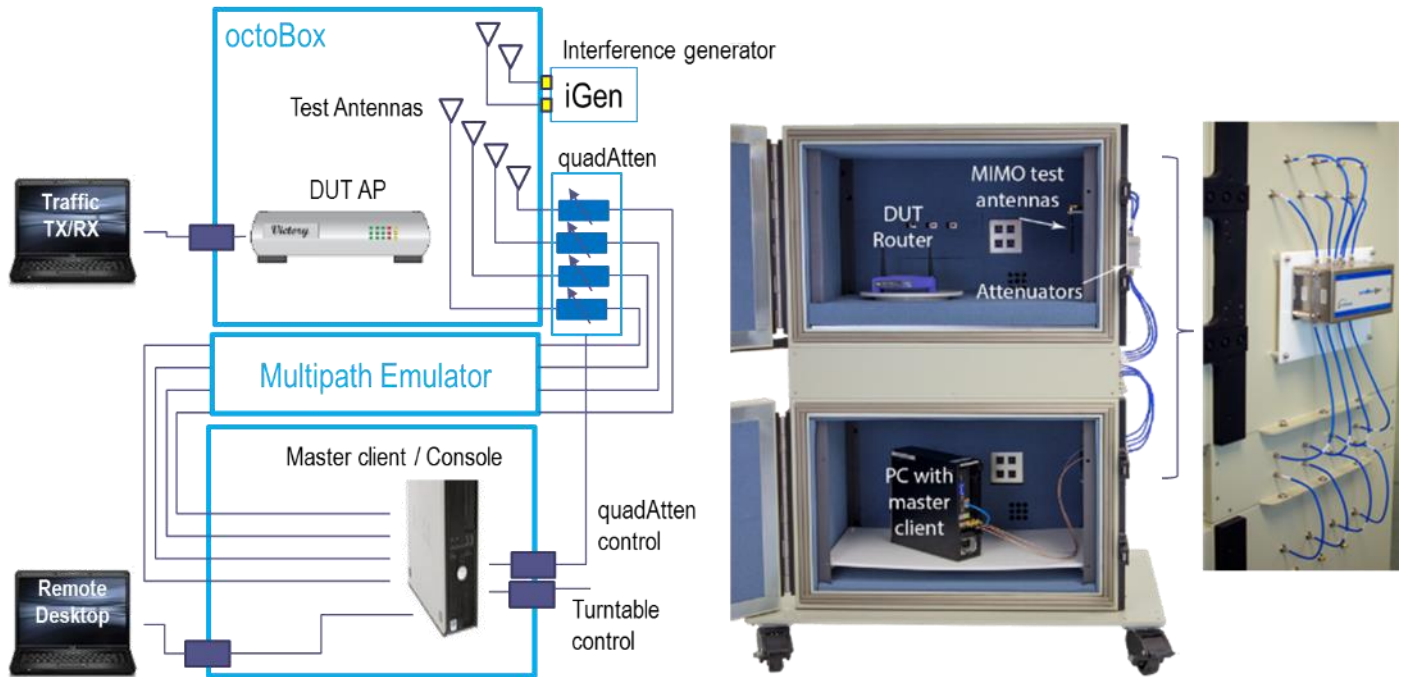 octoBox
Interference generator
iGen
Test Antennas
quadAtten
DUT AP
Traffic
TX/RX
Victory
Multipath Emulator
Master client / Console
quadAtten
control
Turntable
control
Remote
Desktop
MIMO test
antennas
DUT
Router
Attenuators
PC with
master
client